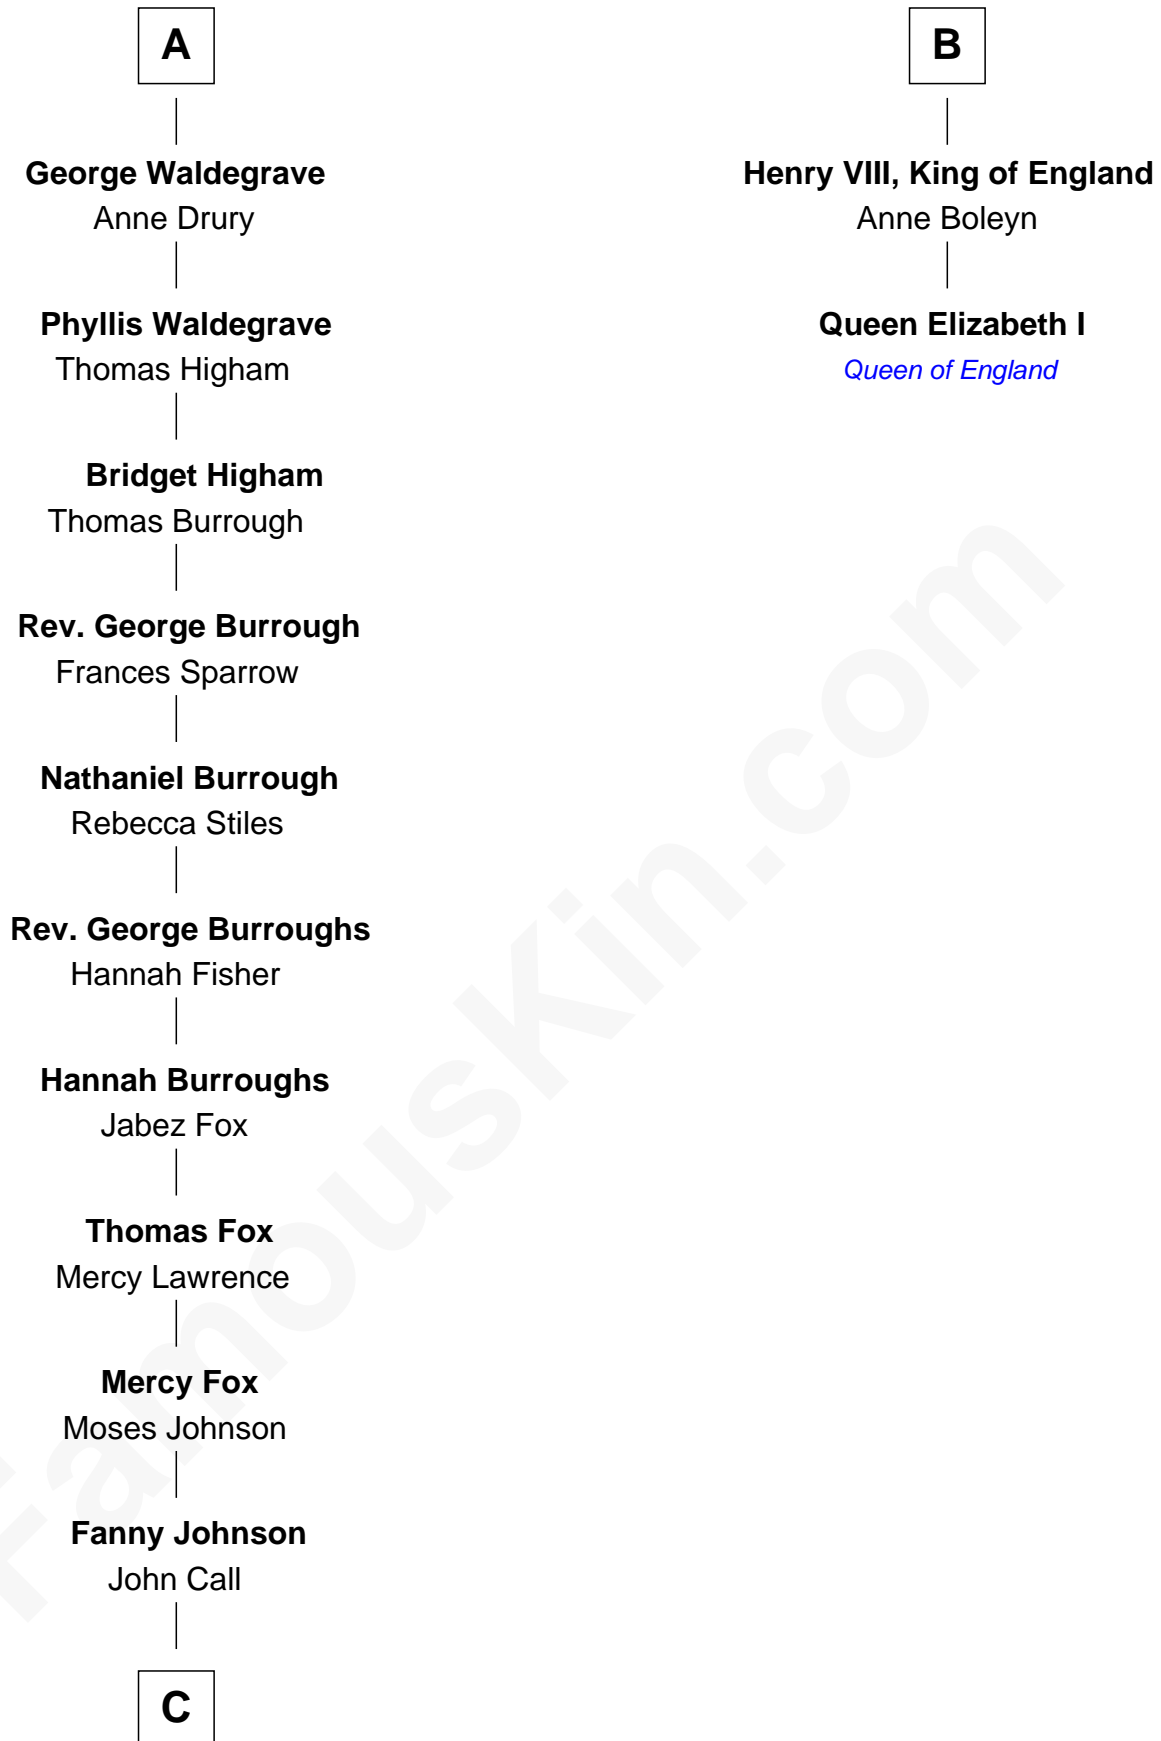 A
George Waldegrave
Anne Drury
Phyllis Waldegrave
Thomas Higham
Bridget Higham
Thomas Burrough
Rev. George Burrough
Frances Sparrow
Nathaniel Burrough
Rebecca Stiles
Rev. George Burroughs
Hannah Fisher
Hannah Burroughs
Jabez Fox
Thomas Fox
Mercy Lawrence
Mercy Fox
Moses Johnson
Fanny Johnson
John Call
C
B
Henry VIII, King of England
Anne Boleyn
Queen Elizabeth I
Queen of England
FamousKin.com